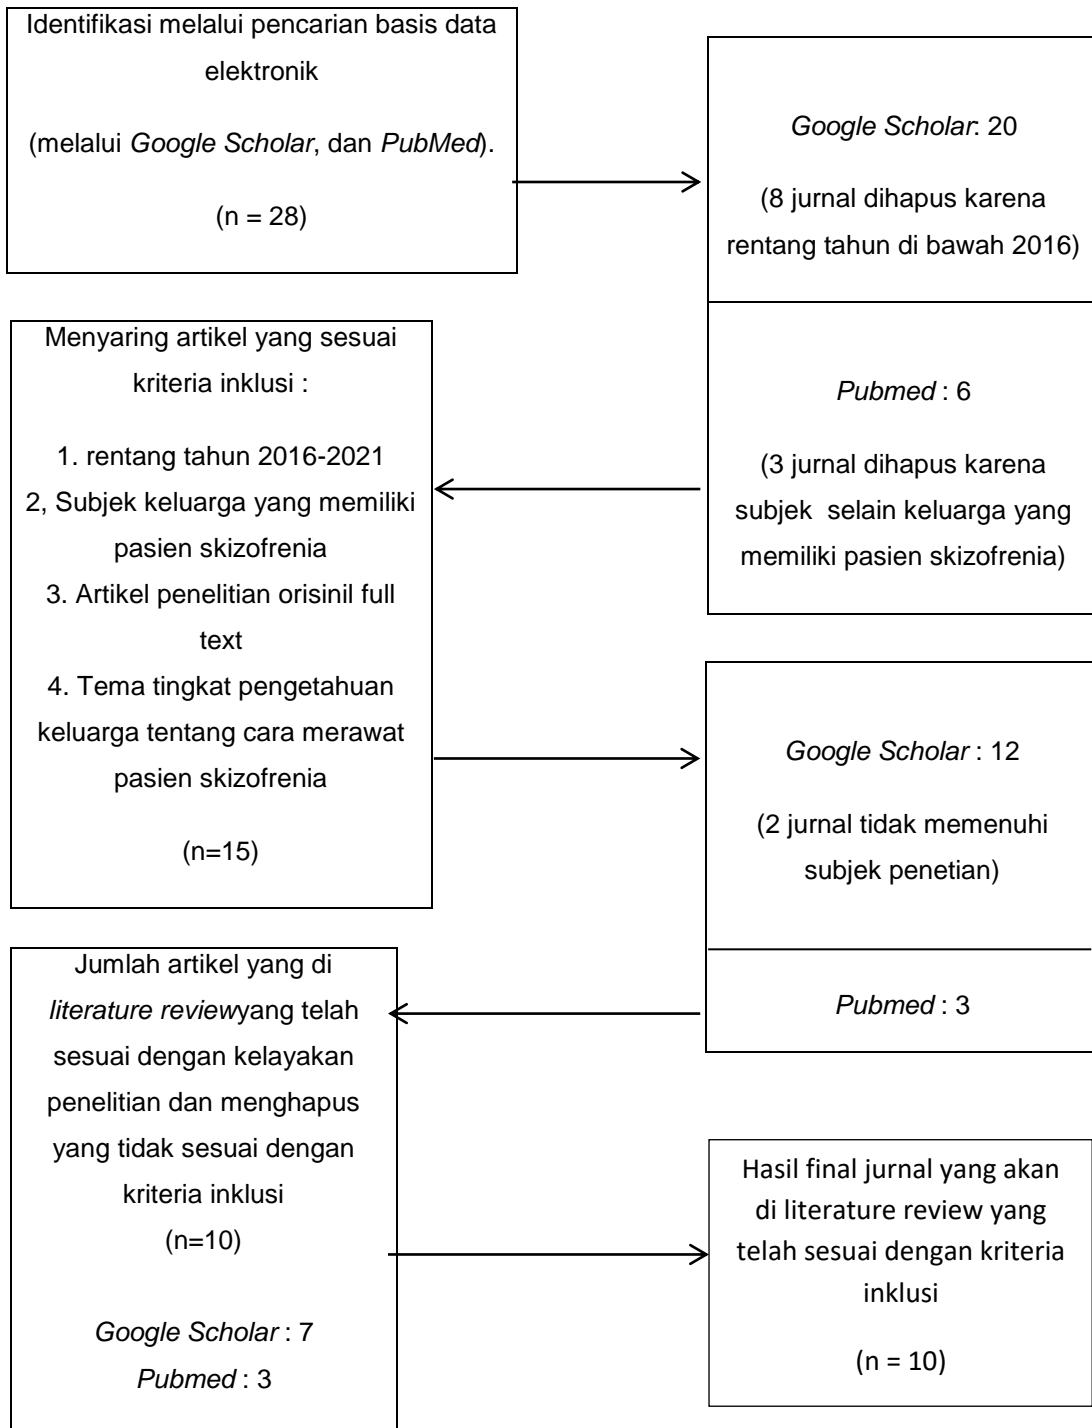 Identifikasi melalui pencarian basis data
elektronik
(melalui Google Scholar, dan PubMed).
(n = 28)
Google Scholar: 20
(8 jurnal dihapus karena
rentang tahun di bawah 2016)
Pubmed : 6
(3 jurnal dihapus karena
subjek selain keluarga yang
memiliki pasien skizofrenia)
Menyaring artikel yang sesuai
kriteria inklusi :
1. rentang tahun 2016-2021
2, Subjek keluarga yang memiliki
pasien skizofrenia
3. Artikel penelitian orisinil full
text
4. Tema tingkat pengetahuan
keluarga tentang cara merawat
pasien skizofrenia
(n=15)
Google Scholar : 12
(2 jurnal tidak memenuhi
subjek penetian)
Pubmed : 3
Jumlah artikel yang di
literature reviewyang telah
sesuai dengan kelayakan
penelitian dan menghapus
yang tidak sesuai dengan
kriteria inklusi
(n=10)
Google Scholar : 7
Pubmed : 3
Hasil final jurnal yang akan
di literature review yang
telah sesuai dengan kriteria
inklusi
(n = 10)